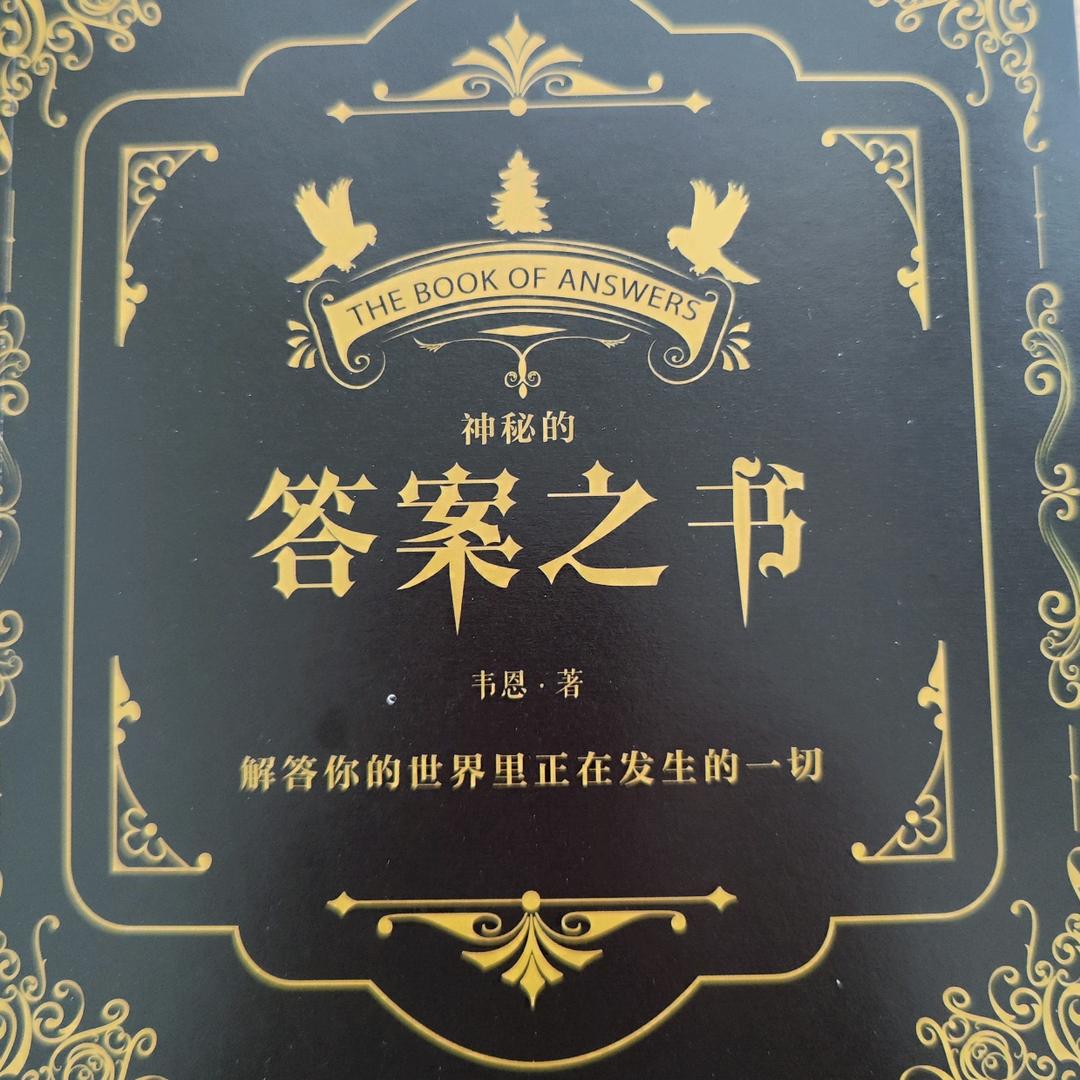 THE BOOK OF ANSWERS
神秘的
答案之书
韦恩·著
解答你的世界里正在发生的一切